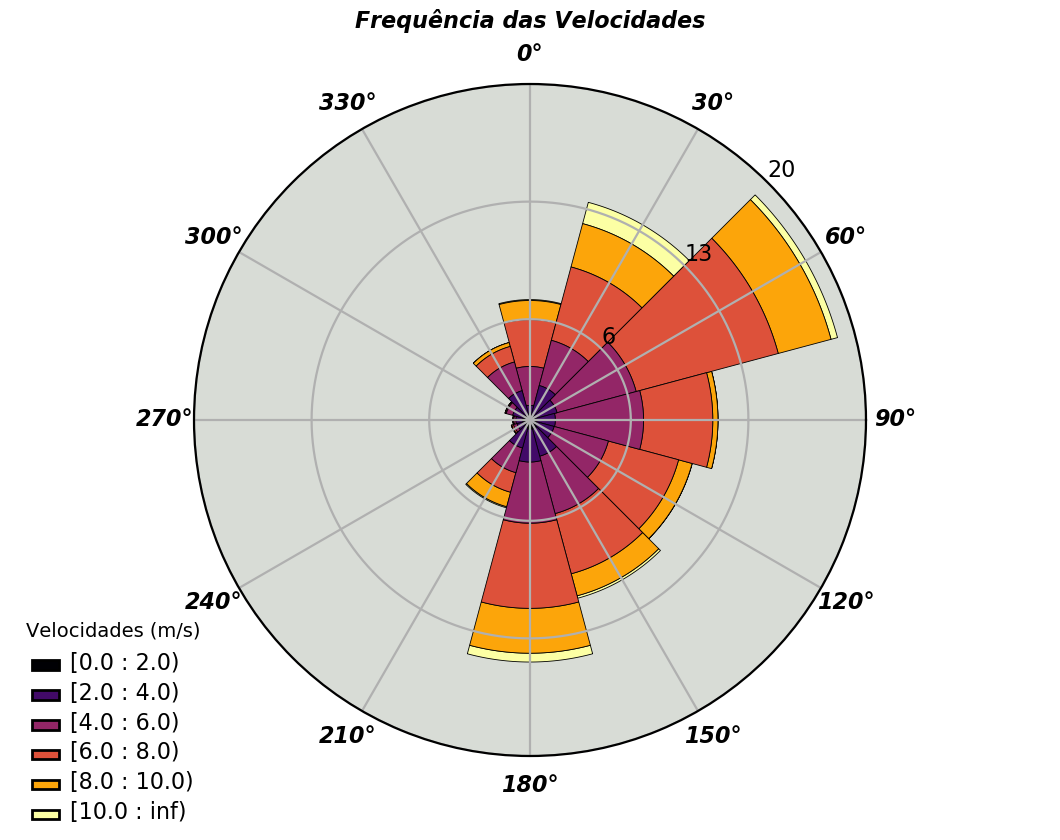 Frequência das Velocidades
0°
330°
30°
20
300°
60°
13
6
270°
90°
240°
120°
210°
150°
180°
Velocidades (m/s)
[0.0 : 2.0)
[2.0 : 4.0)
[4.0 : 6.0)
[6.0 : 8.0)
[8.0 : 10.0)
[10.0 : inf)